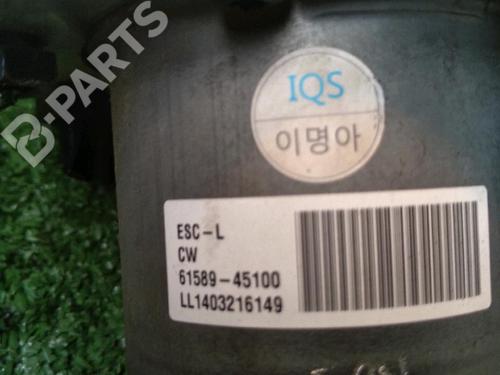 B-PARTS
IQS
이명아
ESC-L
CW
61589-45100
LL1403216149